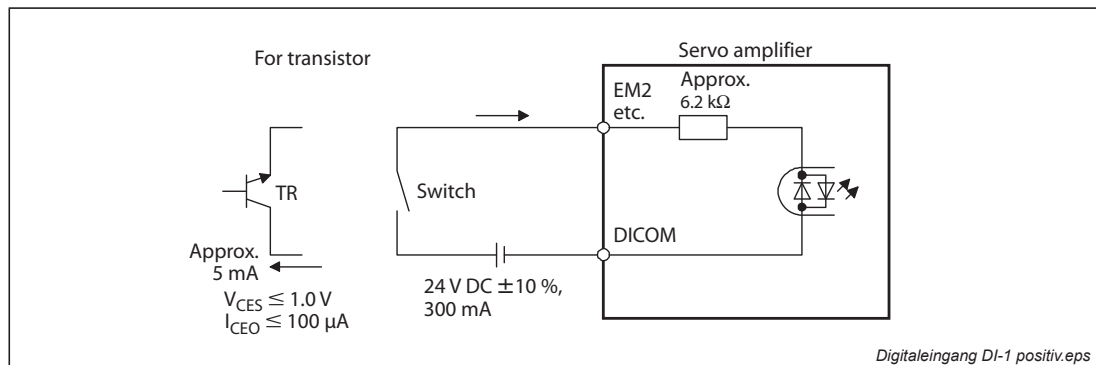 For transistor
Servo amplifier
EM2
etc.
Approx.
6.2 kΩ
TR
Switch
DICOM
Approx.
5 mA
V_CES ≤ 1.0 V
I_CEO ≤ 100 µA
24 V DC ±10 %,
300 mA
Digitaleingang DI-1 positiv.eps